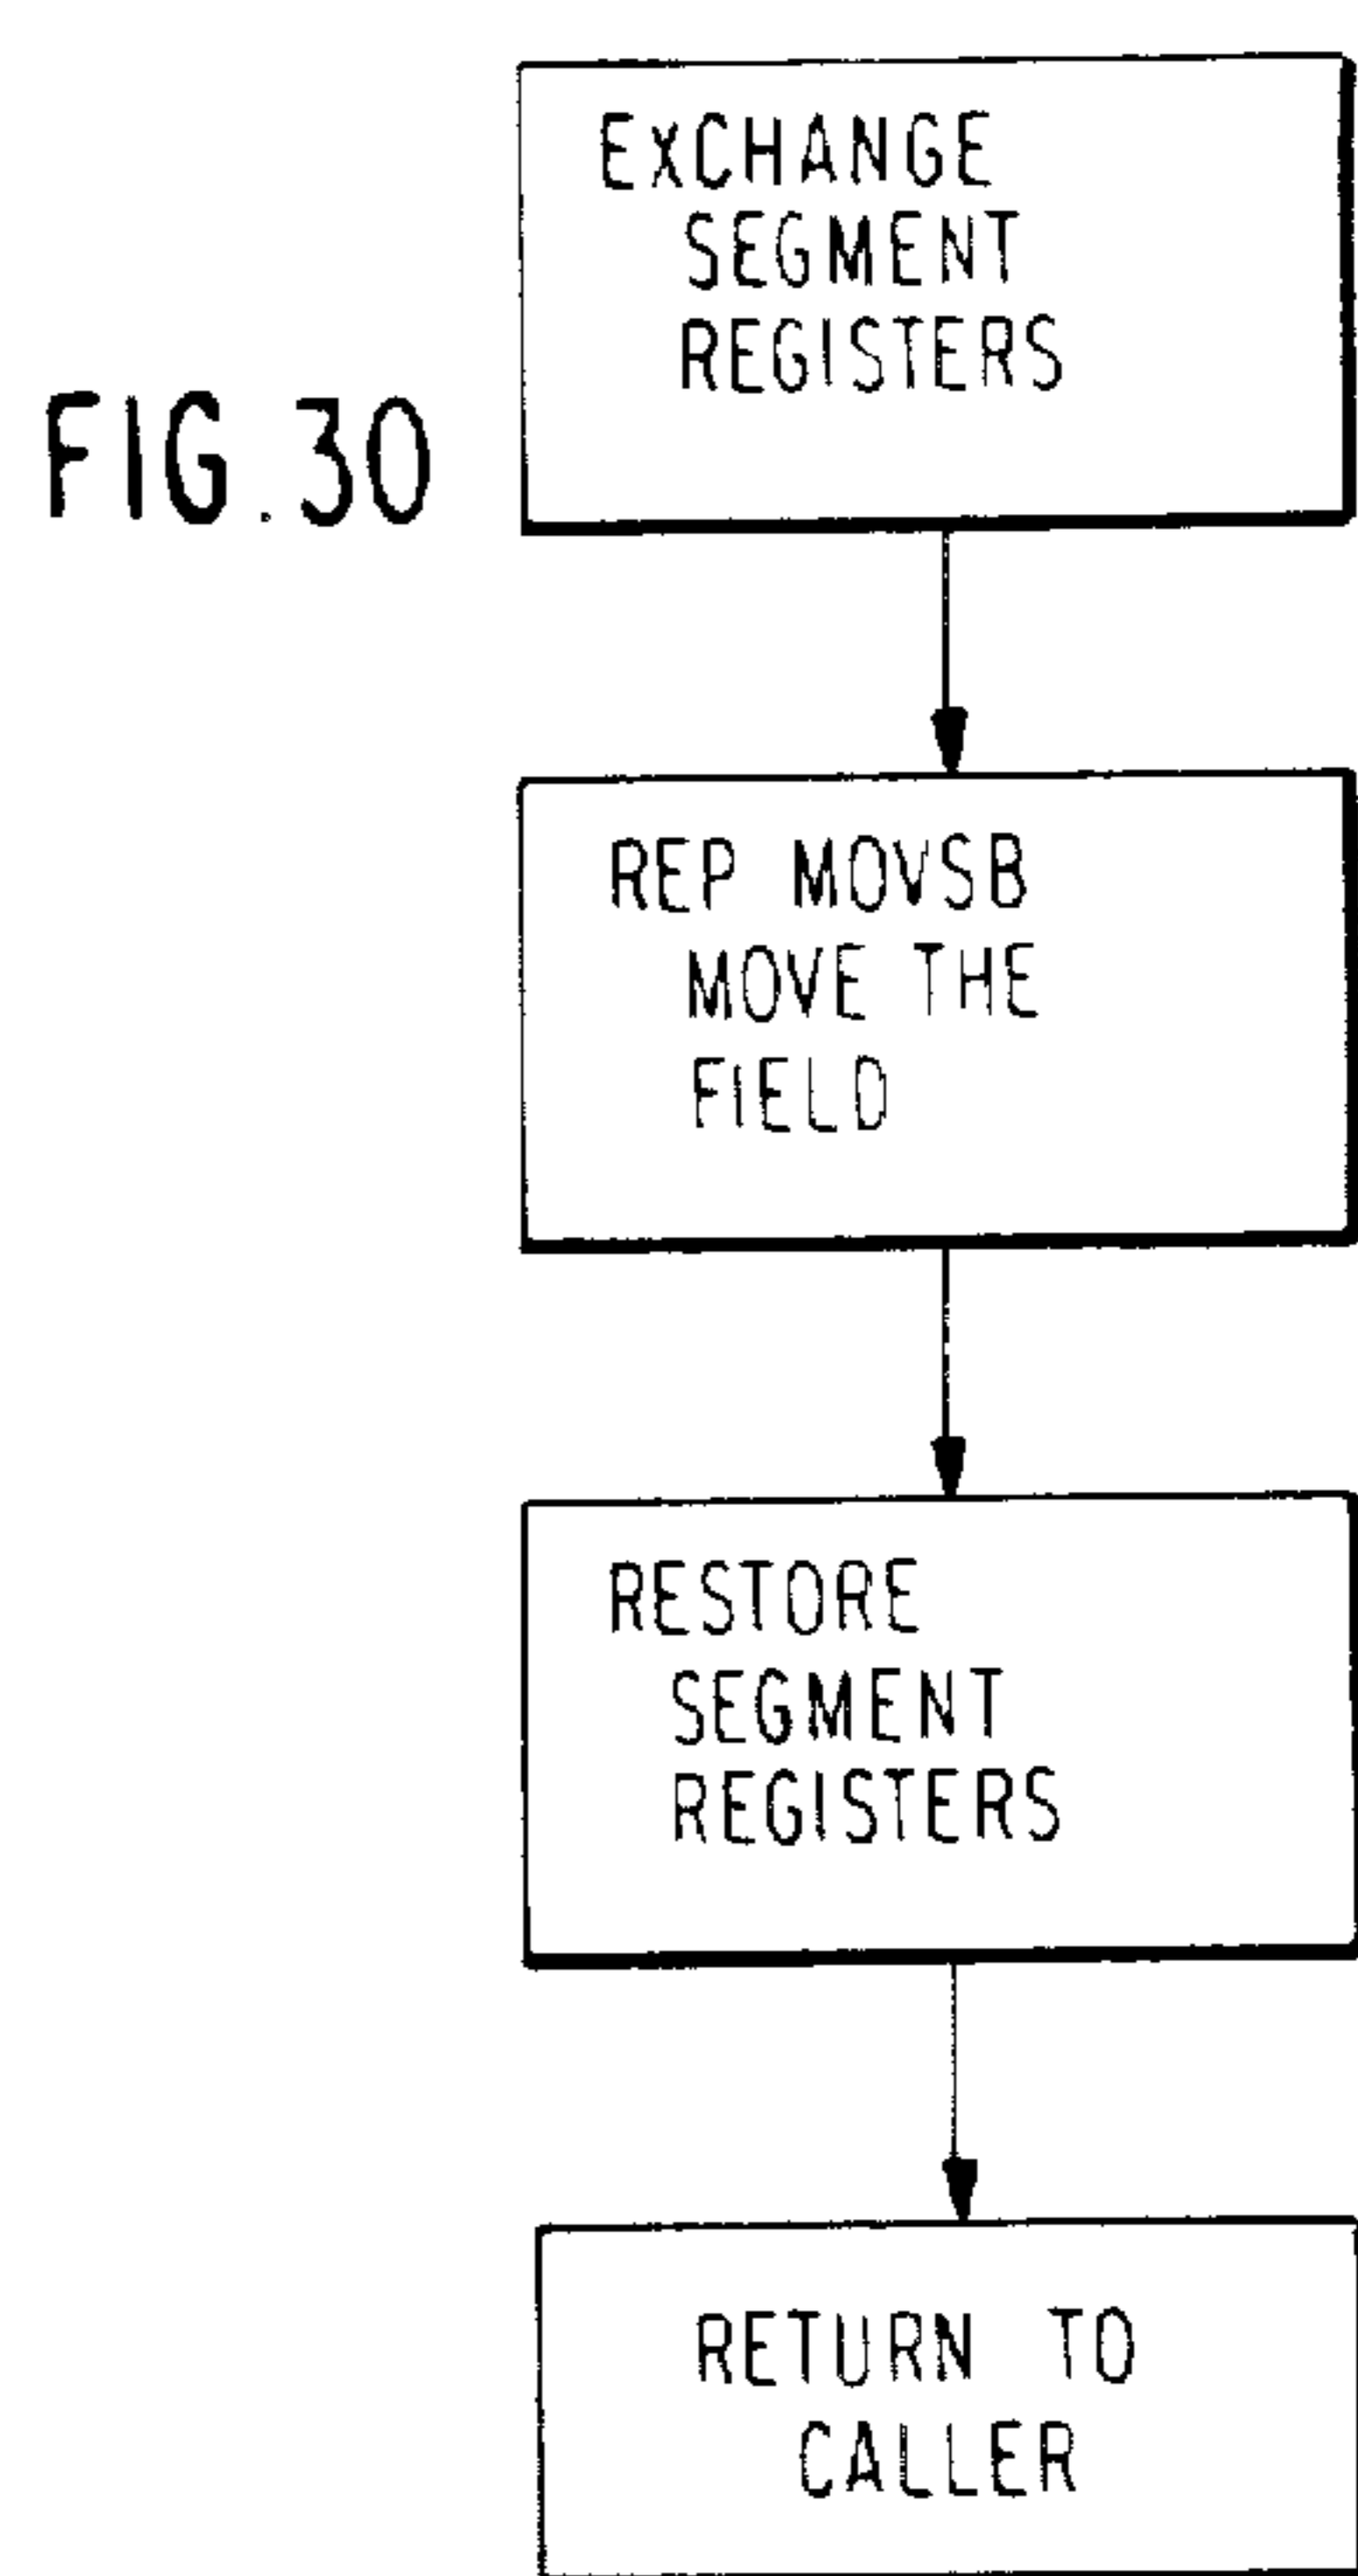 FIG.30
EXCHANGE
SEGMENT
REGISTERS
REP MOVSB
MOVE THE
FIELD
RESTORE
SEGMENT
REGISTERS
RETURN TO
CALLER